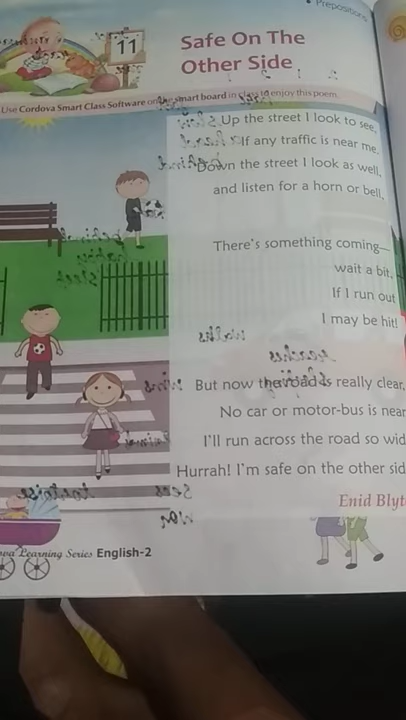 Prepositions
11
Safe On The
Other Side
Use Cordova Smart Class Software on the smart board in class to enjoy this poem.
Up the street I look to see,
If any traffic is near me,
Down the street I look as well,
and listen for a horn or bell,
There's something coming—
wait a bit,
If I run out
I may be hit!
But now the road is really clear,
No car or motor-bus is near
I'll run across the road so wid
Hurrah! I'm safe on the other sid
Enid Blyt
ova Learning Series English-2